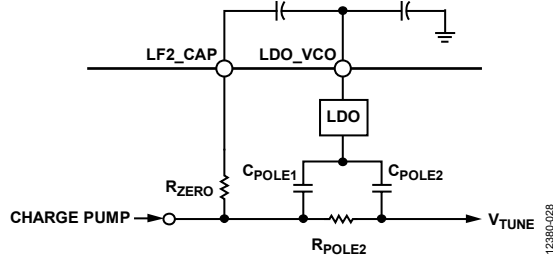 LF2_CAP LDO_VCO
LDO
CPOLE1 CPOLE2
RZERO
CHARGE PUMP VTUNE
RPOLE2
12380-028